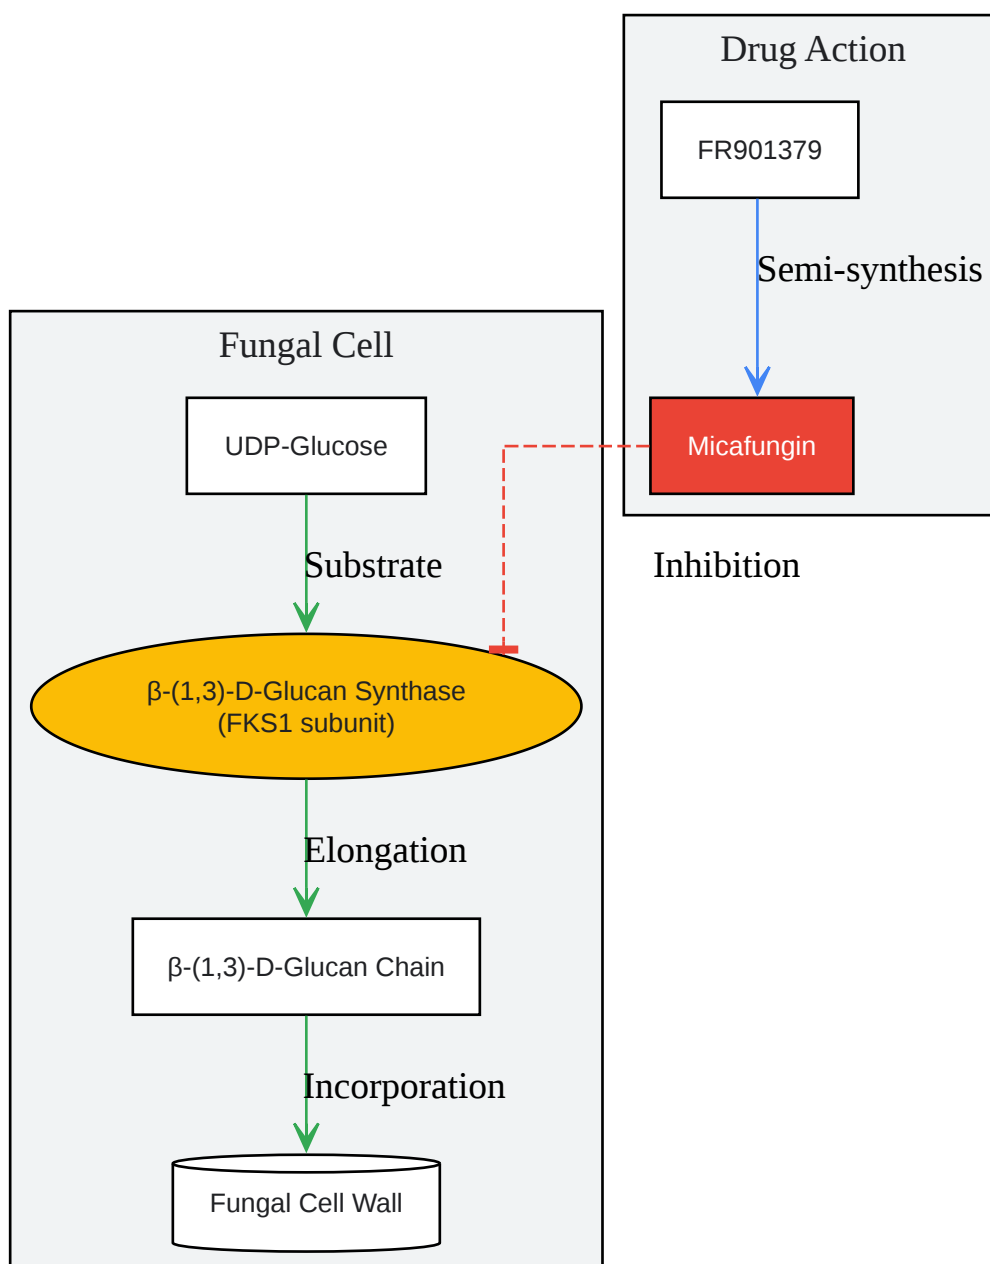 Drug Action
FR901379
Semi-synthesis
Micafungin
Inhibition
Fungal Cell
UDP-Glucose
Substrate
β-(1,3)-D-Glucan Synthase
(FKS1 subunit)
Elongation
β-(1,3)-D-Glucan Chain
Incorporation
Fungal Cell Wall